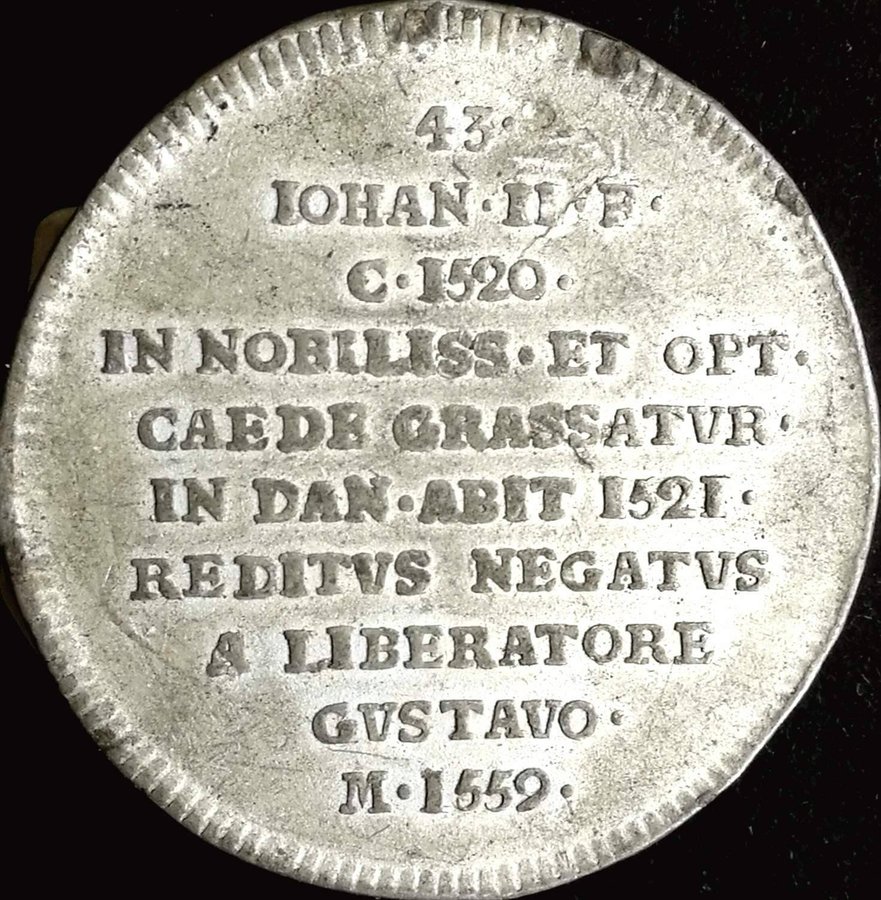 43·
IOHAN·II·F·
C·1520·
IN NOBILISS·ET OPT·
CAEDE GRASSATVR·
IN DAN·ABIT 1521·
REDITVS NEGATVS
A LIBERATORE
GVSTAVO·
M·1559·